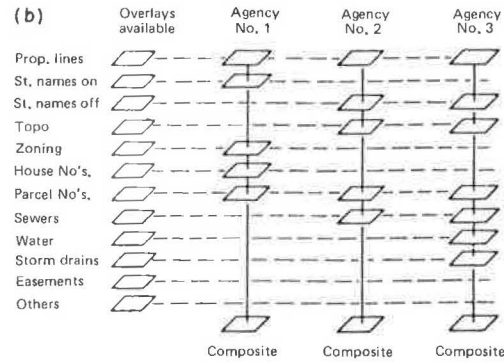 (b)
Overlays available
Agency No. 1
Agency No. 2
Agency No. 3
Prop. lines
St. names on
St. names off
Topo
Zoning
House No's.
Parcel No's.
Sewers
Water
Storm drains
Easements
Others
Composite
Composite
Composite